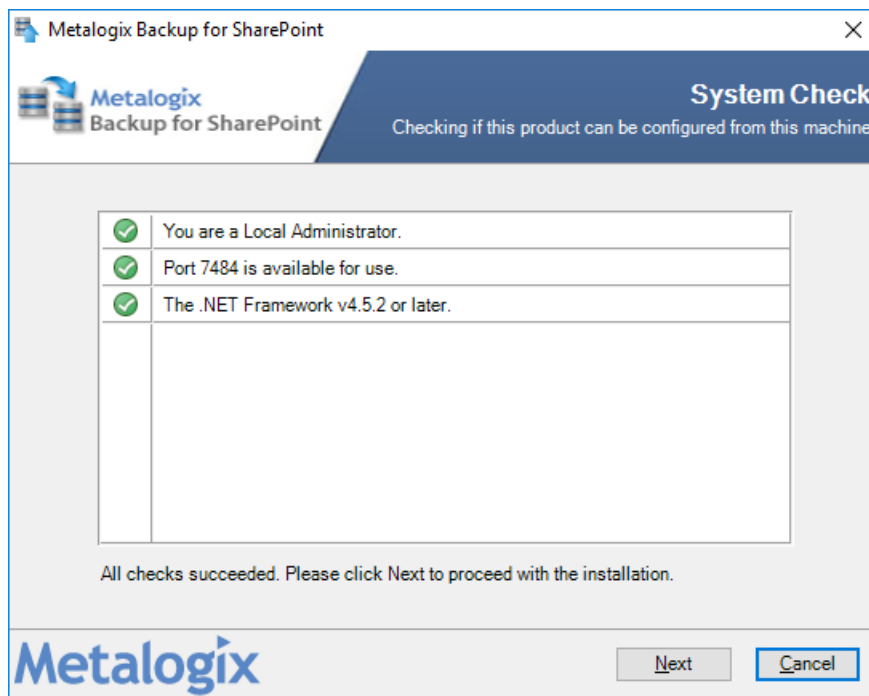 Metalogix Backup for SharePoint
Metalogix
Backup for SharePoint
System Check
Checking if this product can be configured from this machine
You are a Local Administrator.
Port 7484 is available for use.
The .NET Framework v4.5.2 or later.
All checks succeeded. Please click Next to proceed with the installation.
Metalogix
Next
Cancel